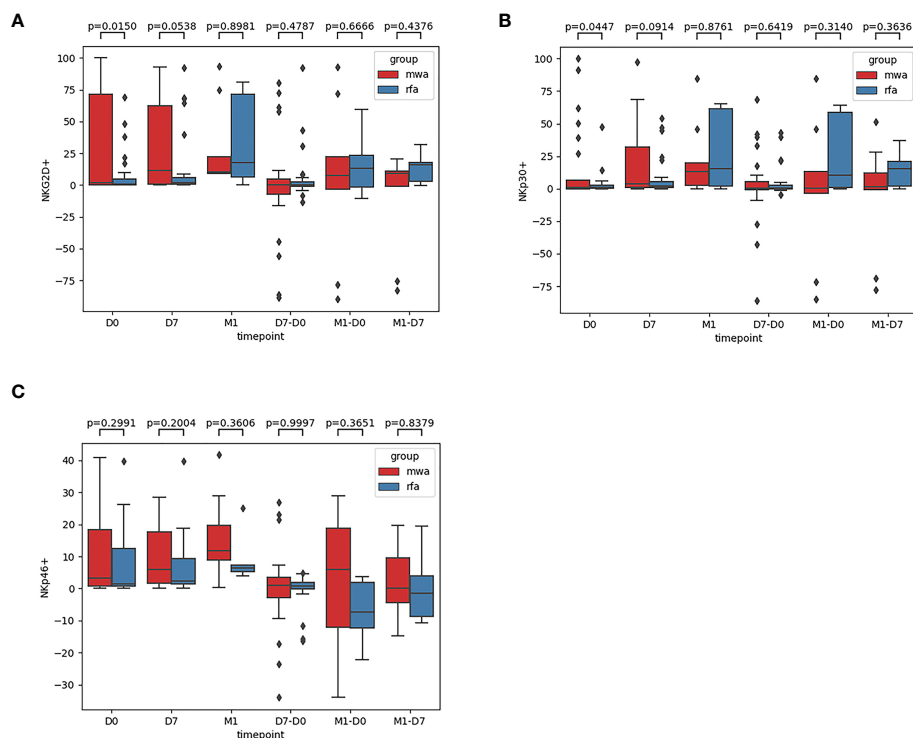 A
p=0.0150 p=0.0538 p=0.8981 p=0.4787 p=0.6666 p=0.4376
group
mwa
rfa
100
75
50
25
0
−25
−50
−75
NKG2D+
D0 D7 M1 D7-D0 M1-D0 M1-D7
timepoint
B
p=0.0447 p=0.0914 p=0.8761 p=0.6419 p=0.3140 p=0.3636
group
mwa
rfa
100
75
50
25
0
−25
−50
−75
NKp30+
D0 D7 M1 D7-D0 M1-D0 M1-D7
timepoint
C
p=0.2991 p=0.2004 p=0.3606 p=0.9997 p=0.3651 p=0.8379
group
mwa
rfa
40
30
20
10
0
−10
−20
−30
NKp46+
D0 D7 M1 D7-D0 M1-D0 M1-D7
timepoint